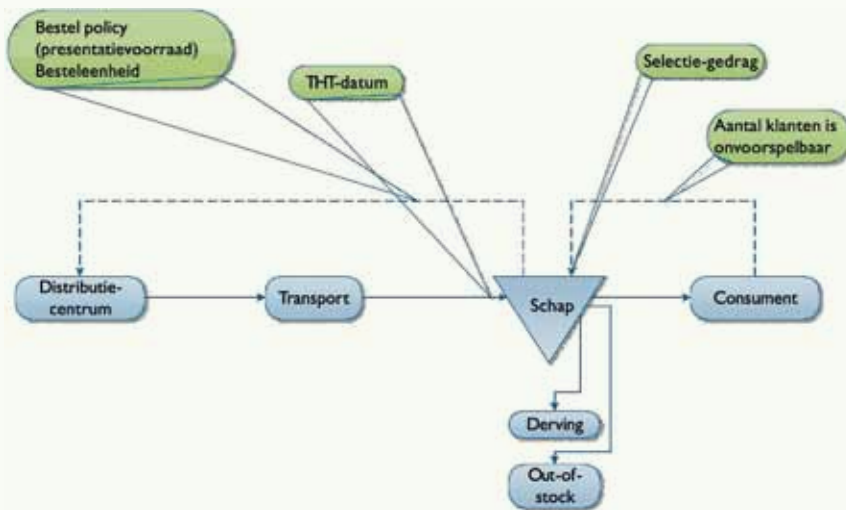 Bestel policy
(presentatievoorraad)
Besteleenheid
THT-datum
Selectie-gedrag
Aantal klanten is
onvoorspelbaar
Distributie-
centrum
Transport
Schap
Consument
Derving
Out-of-
stock